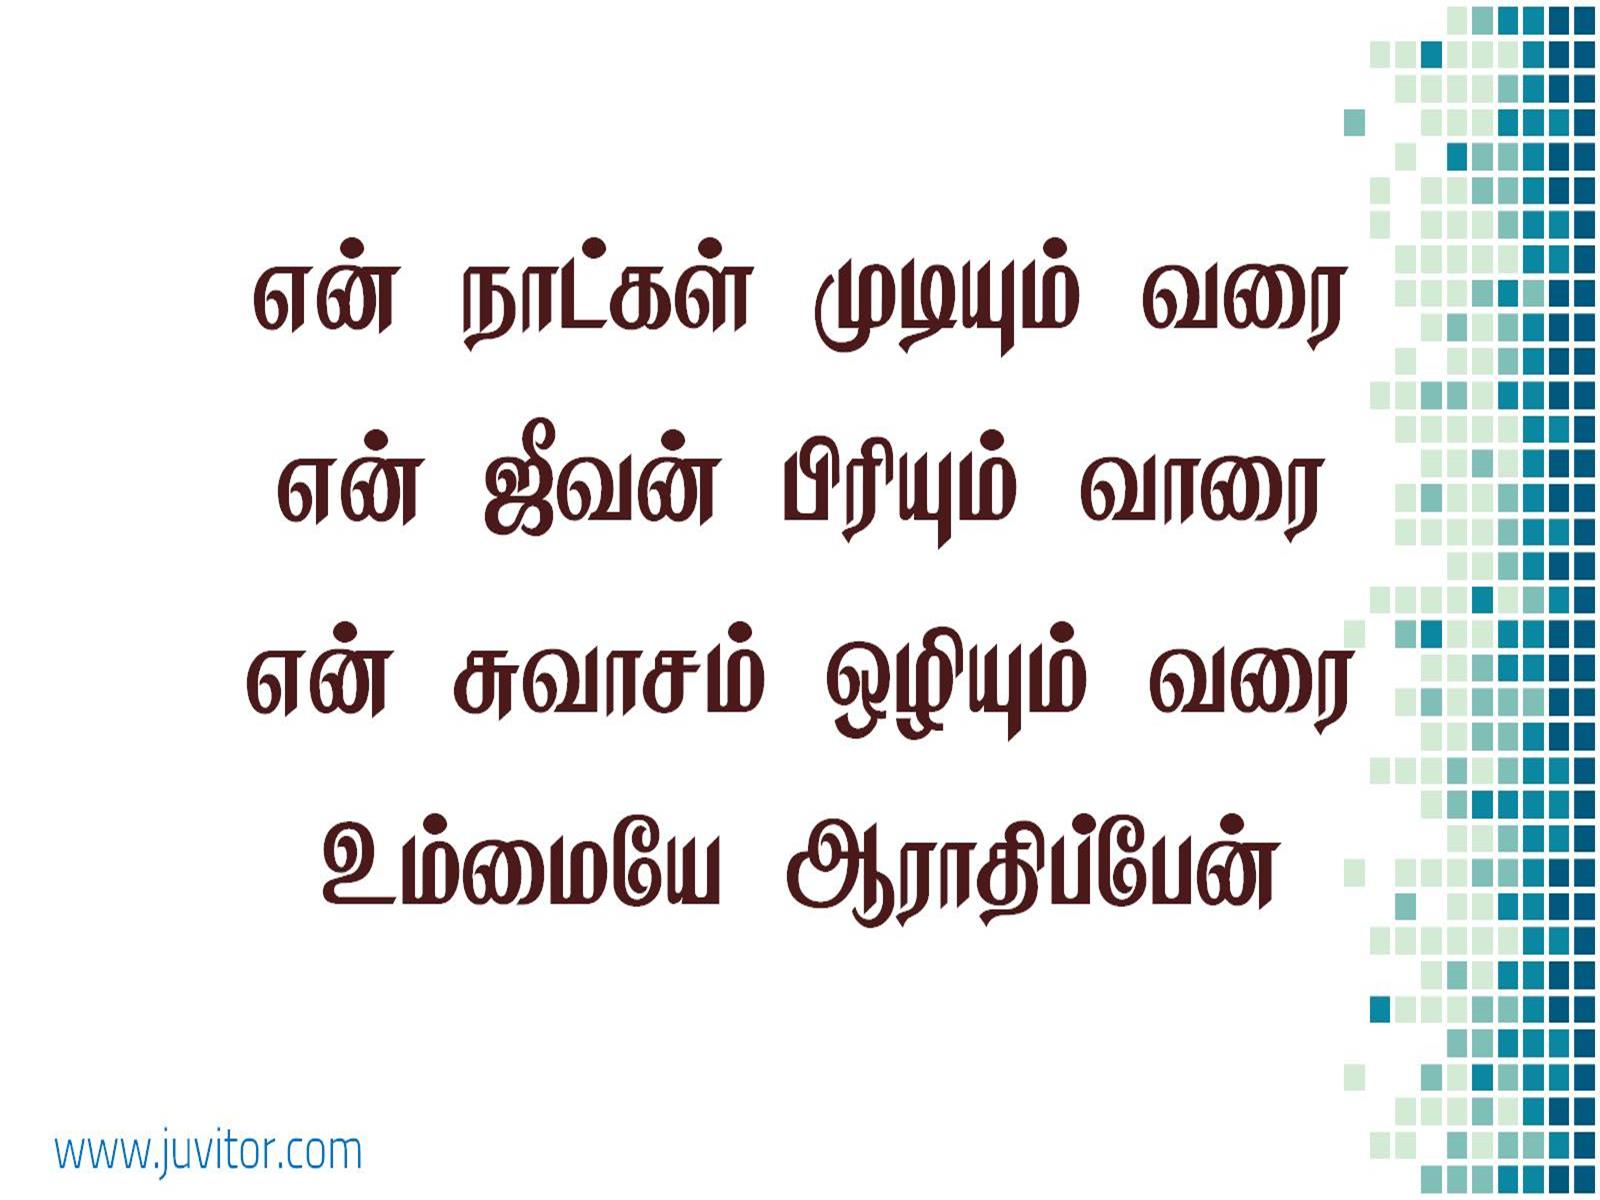 என் நாட்கள் முடியும் வரை
என் ஜீவன் பிரியும் வாரை
என் சுவாசம் ஒழியும் வரை
உம்மையே ஆராதிப்பேன்
www.juvitor.com